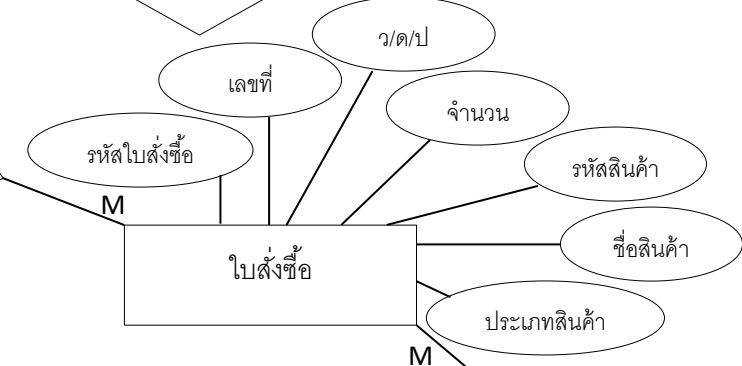 ว/ด/ป
เลขที่
จำนวน
รหัสใบสั่งซื้อ
รหัสสินค้า
M
ชื่อสินค้า
ใบสั่งซื้อ
ประเภทสินค้า
M